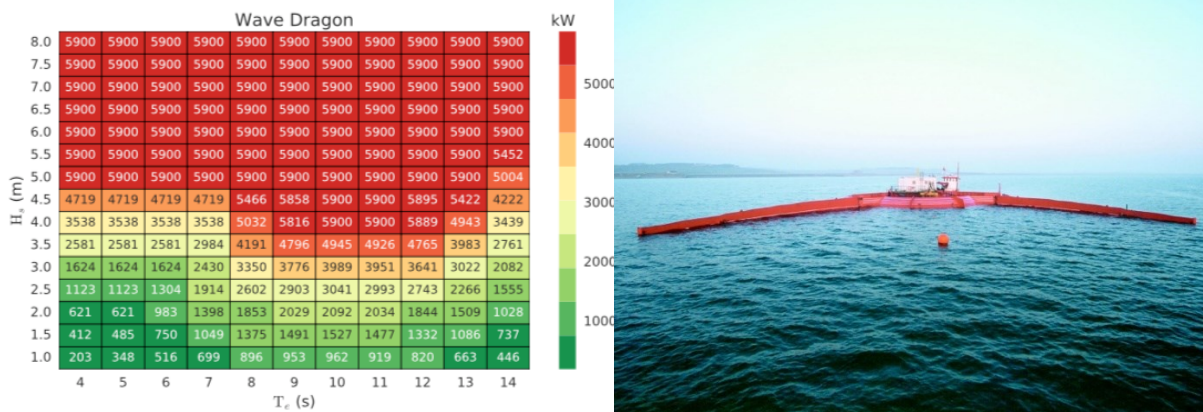 Wave Dragon
kW
8.0 5900 5900 5900 5900 5900 5900 5900 5900 5900 5900 5900
7.5 5900 5900 5900 5900 5900 5900 5900 5900 5900 5900 5900
7.0 5900 5900 5900 5900 5900 5900 5900 5900 5900 5900 5900
6.5 5900 5900 5900 5900 5900 5900 5900 5900 5900 5900 5900
6.0 5900 5900 5900 5900 5900 5900 5900 5900 5900 5900 5900
5.5 5900 5900 5900 5900 5900 5900 5900 5900 5900 5900 5452
5.0 5900 5900 5900 5900 5900 5900 5900 5900 5900 5900 5004
4.5 4719 4719 4719 4719 5466 5858 5900 5900 5895 5422 4222
4.0 3538 3538 3538 3538 5032 5816 5900 5900 5889 4943 3439
3.5 2581 2581 2581 2984 4191 4796 4945 4926 4765 3983 2761
3.0 1624 1624 1624 2430 3350 3776 3989 3951 3641 3022 2082
2.5 1123 1123 1304 1914 2602 2903 3041 2993 2743 2266 1555
2.0 621 621 983 1398 1853 2029 2092 2034 1844 1509 1028
1.5 412 485 750 1049 1375 1491 1527 1477 1332 1086 737
1.0 203 348 516 699 896 953 962 919 820 663 446
4 5 6 7 8 9 10 11 12 13 14
T_e (s)
H_s (m)
5000
4000
3000
2000
1000